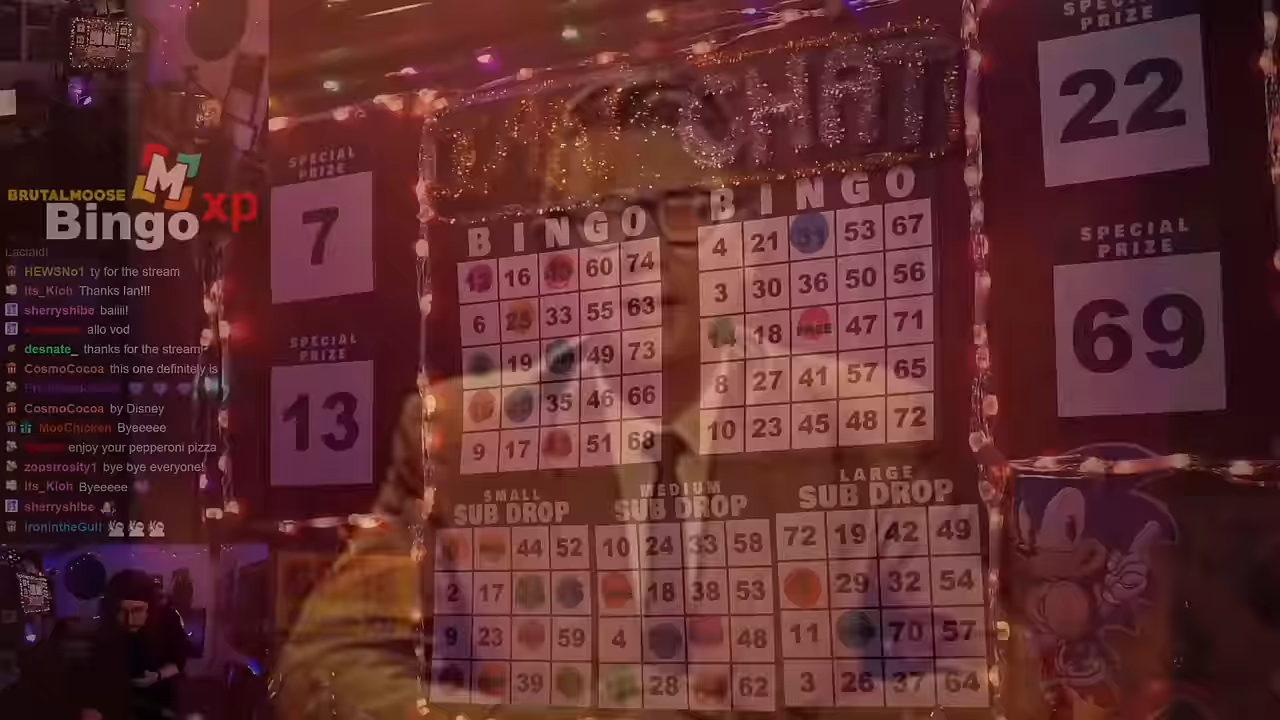 SPECIAL
PRIZE
22
SPECIAL
PRIZE
7
SPECIAL
PRIZE
13
SPECIAL
PRIZE
69
CHAT
BRUTALMOOSE
M
Bingo xp
Lactaid!
HEWSNo1 ty for the stream
Its_Kloh Thanks Ian!!!
sherryshibe baiiii!
allo vod
desnate_ thanks for the stream
CosmoCocoa this one definitely is
CosmoCocoa by Disney
MooChicken Byeeeee
enjoy your pepperoni pizza
zopsirosity1 bye bye everyone!
Its_Kloh Byeeeee
sherryshibe
IronintheGull
B I N G O
16 60 74
6 25 33 55 63
19 49 73
35 46 66
9 17 51 68
B I N G O
4 21 53 67
3 30 36 50 56
14 18 FREE 47 71
8 27 41 57 65
10 23 45 48 72
SMALL
SUB DROP
44 52
2 17
9 23 59
39
MEDIUM
SUB DROP
10 24 33 58
18 38 53
4 48
28 62
LARGE
SUB DROP
72 19 42 49
29 32 54
11 70 57
3 26 37 64